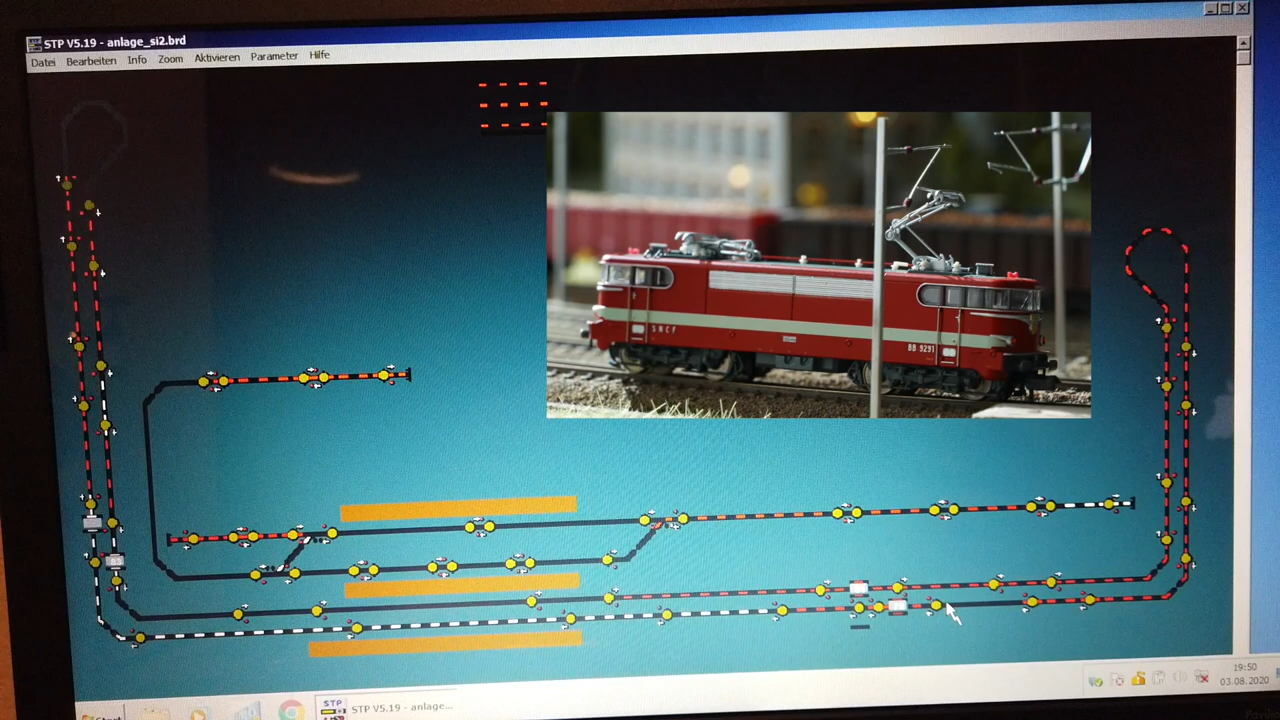 STP V5.19 - anlage_si2.brd
Datei Bearbeiten Info Zoom Aktivieren Parameter Hilfe
SNCF
BB 9291
STP
STP V5.19 - anlage...
19:50
03.08.2020